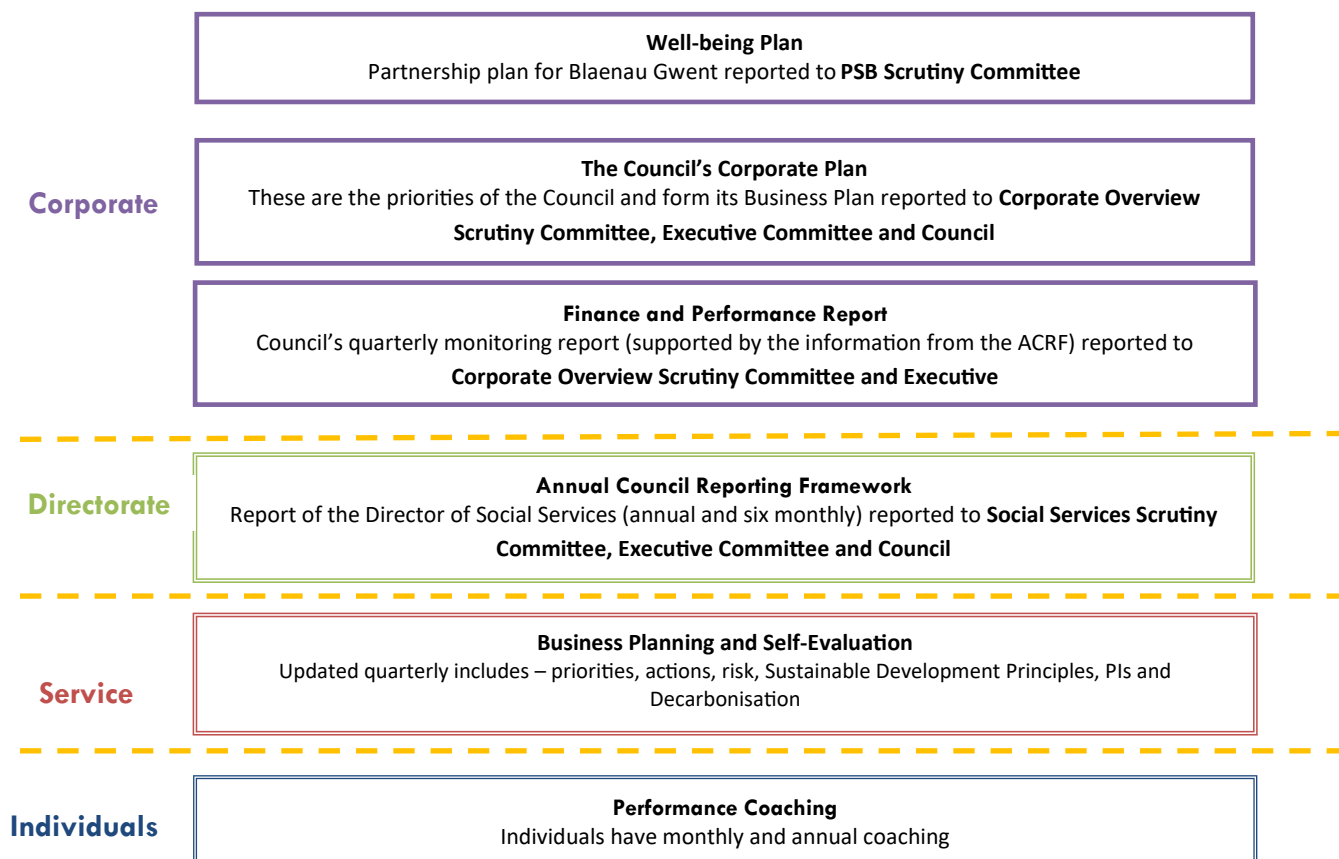 Well-being Plan
Partnership plan for Blaenau Gwent reported to PSB Scrutiny Committee
Corporate
The Council's Corporate Plan
These are the priorities of the Council and form its Business Plan reported to Corporate Overview
Scrutiny Committee, Executive Committee and Council
Finance and Performance Report
Council's quarterly monitoring report (supported by the information from the ACRF) reported to
Corporate Overview Scrutiny Committee and Executive
Directorate
Annual Council Reporting Framework
Report of the Director of Social Services (annual and six monthly) reported to Social Services Scrutiny
Committee, Executive Committee and Council
Service
Business Planning and Self-Evaluation
Updated quarterly includes – priorities, actions, risk, Sustainable Development Principles, PIs and
Decarbonisation
Individuals
Performance Coaching
Individuals have monthly and annual coaching